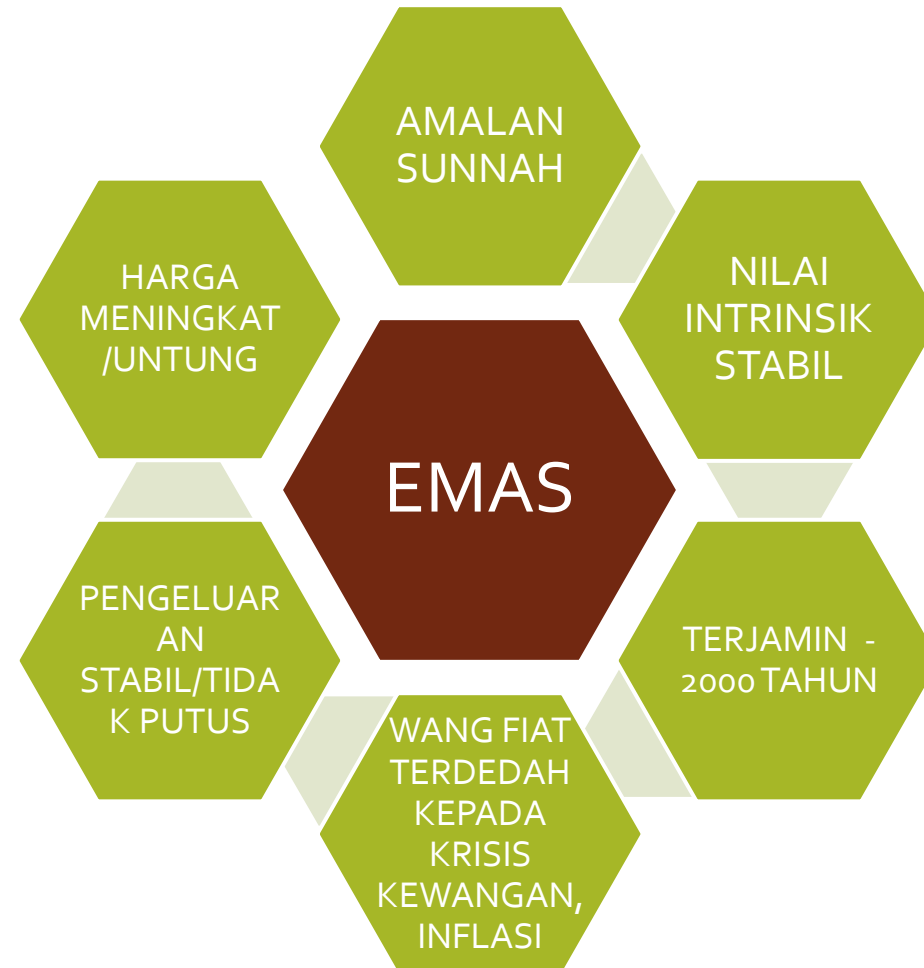 AMALAN
SUNNAH
NILAI
INTRINSIK
STABIL
TERJAMIN -
2000 TAHUN
WANG FIAT
TERDEDAH
KEPADA
KRISIS
KEWANGAN,
INFLASI
PENGELUAR
AN
STABIL/TIDA
K PUTUS
HARGA
MENINGKAT
/UNTUNG
EMAS